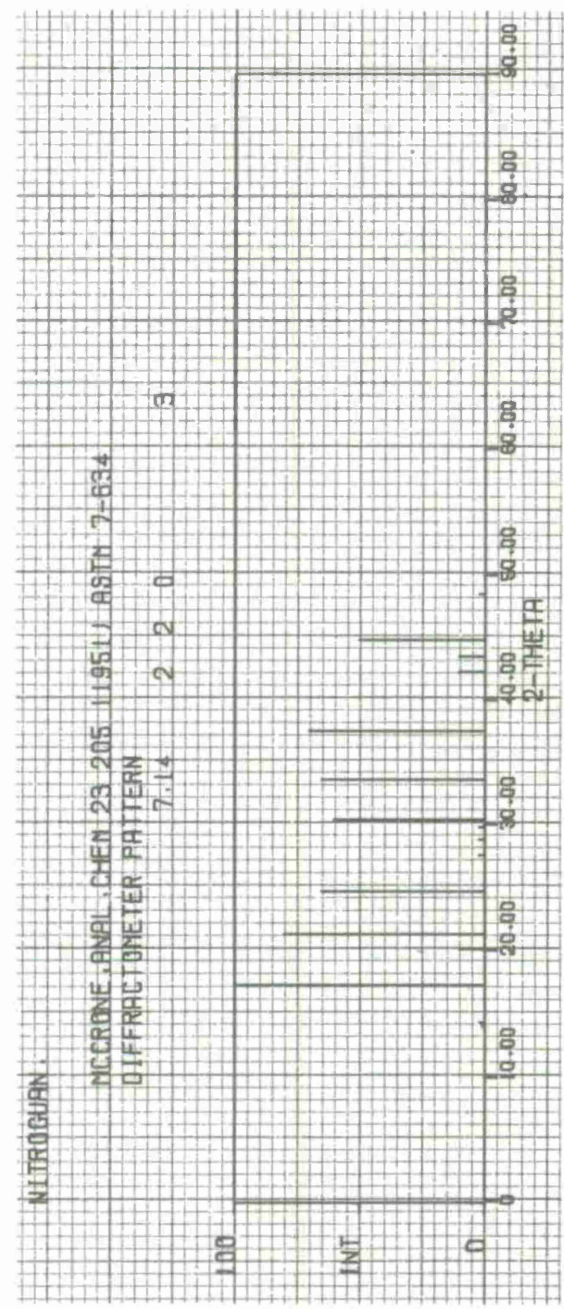 NITROGUAN.
MCCRONE,ANAL.CHEM 23 205 (1951) ASTM 7-634
DIFFRACTOMETER PATTERN
7.14 2 2 0 3
100
INT
0
0 10.00 20.00 30.00 40.00 50.00 60.00 70.00 80.00 90.00
2-THETA